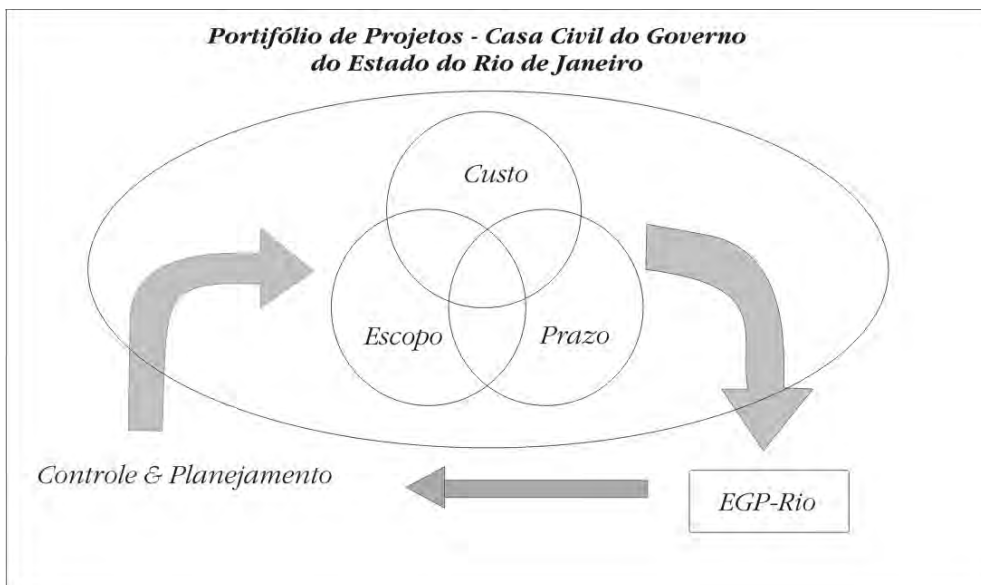 Portifólio de Projetos - Casa Civil do Governo
do Estado do Rio de Janeiro
Custo
Escopo
Prazo
Controle & Planejamento
EGP-Rio